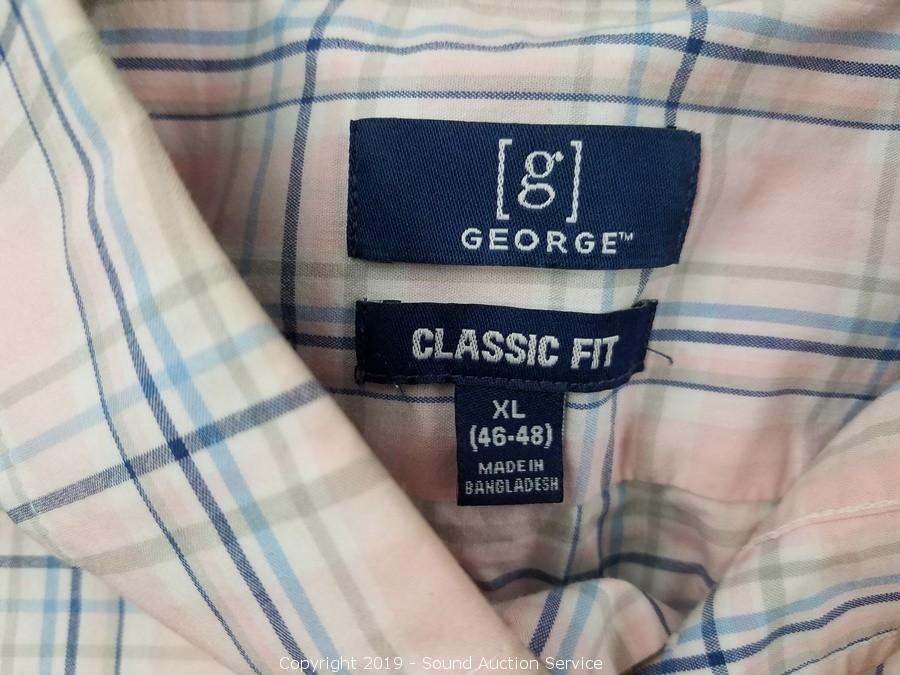 [g]
GEORGE™
CLASSIC FIT
XL
(46-48)
MADE IN
BANGLADESH
Copyright 2019 - Sound Auction Service